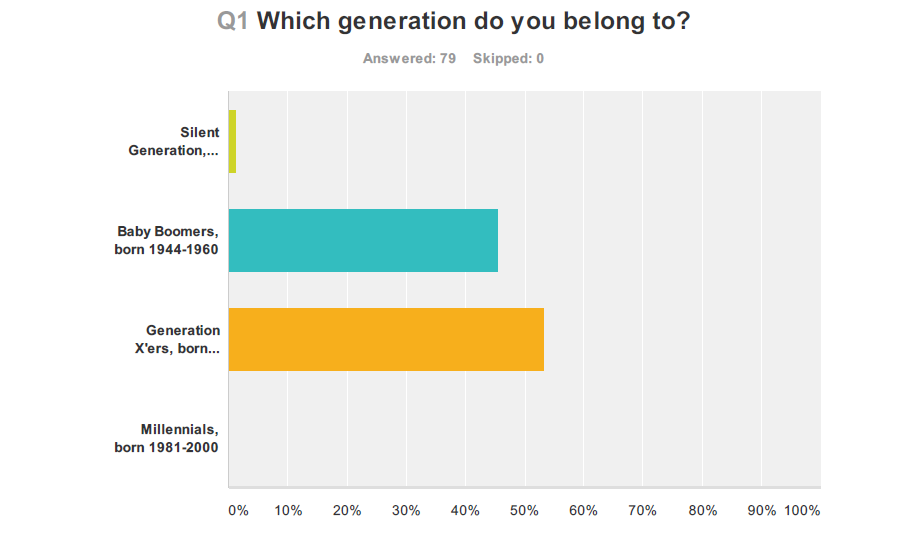 Q1 Which generation do you belong to?
Answered: 79 Skipped: 0
Silent
Generation,...
Baby Boomers,
born 1944-1960
Generation
X'ers, born...
Millennials,
born 1981-2000
0% 10% 20% 30% 40% 50% 60% 70% 80% 90% 100%